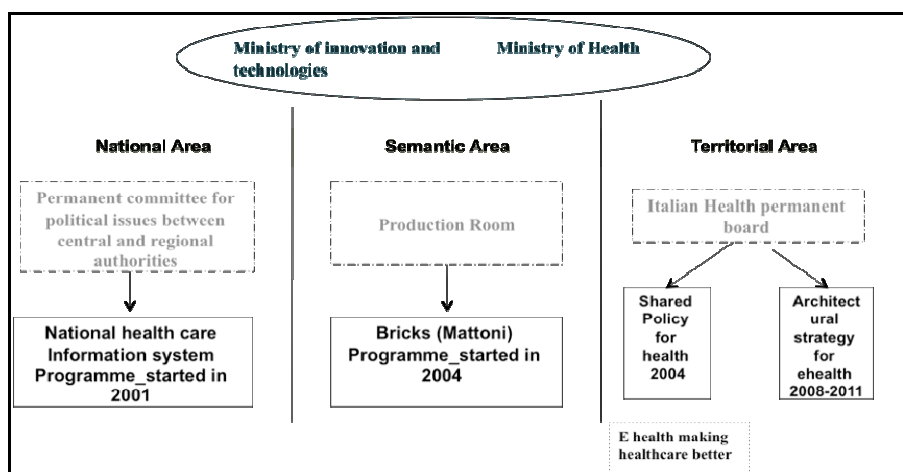 Ministry of innovation and
technologies
Ministry of Health
National Area
Semantic Area
Territorial Area
Permanent committee for
political issues between
central and regional
authorities
Production Room
Italian Health permanent
board
National health care
Information system
Programme_started in
2001
Bricks (Mattoni)
Programme_started in
2004
Shared
Policy
for
health
2004
Architect
ural
strategy
for
ehealth
2008-2011
E health making
healthcare better